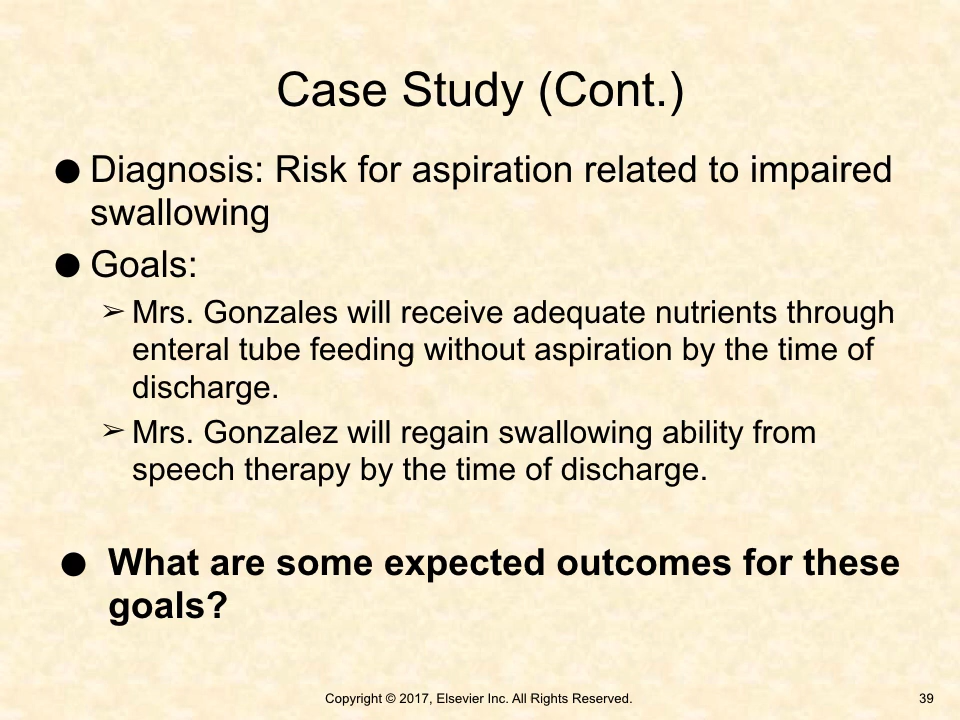 Case Study (Cont.)
● Diagnosis: Risk for aspiration related to impaired
swallowing
● Goals:
➢ Mrs. Gonzales will receive adequate nutrients through
enteral tube feeding without aspiration by the time of
discharge.
➢ Mrs. Gonzalez will regain swallowing ability from
speech therapy by the time of discharge.
● What are some expected outcomes for these
goals?
Copyright © 2017, Elsevier Inc. All Rights Reserved. 39